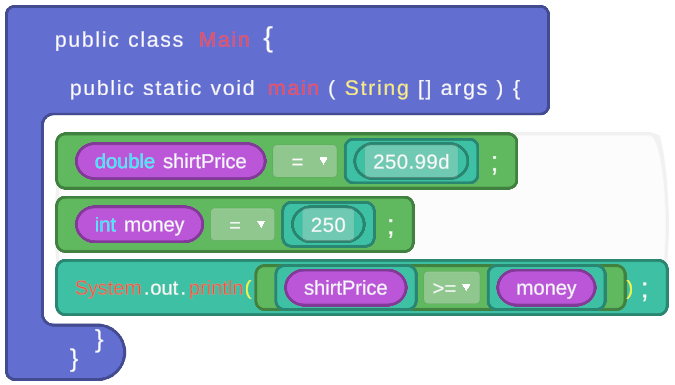 public class Main {
public static void main ( String [] args ) {
double shirtPrice = ▼ 250.99d ;
int money = ▼ 250 ;
System.out.println( shirtPrice >= ▼ money ) ;
}
}